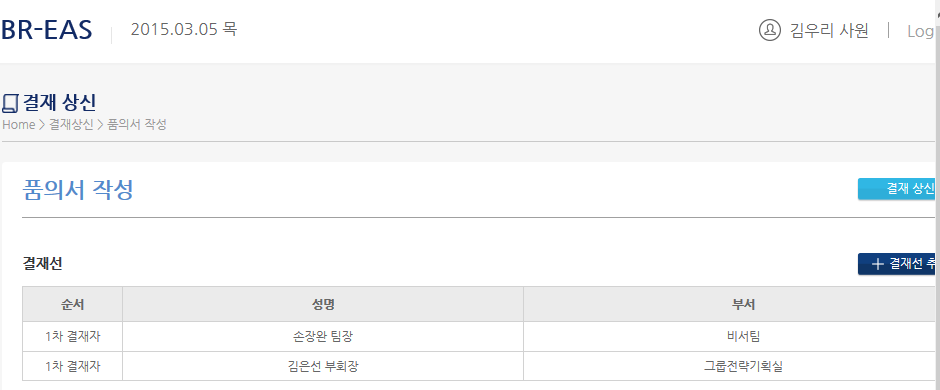 BR-EAS 2015.03.05 목 김우리 사원 Log
결재 상신
Home > 결재상신 > 품의서 작성
품의서 작성 결재 상신
결재선 + 결재선 추
순서 성명 부서
1차 결재자 손장완 팀장 비서팀
1차 결재자 김은선 부회장 그룹전략기획실